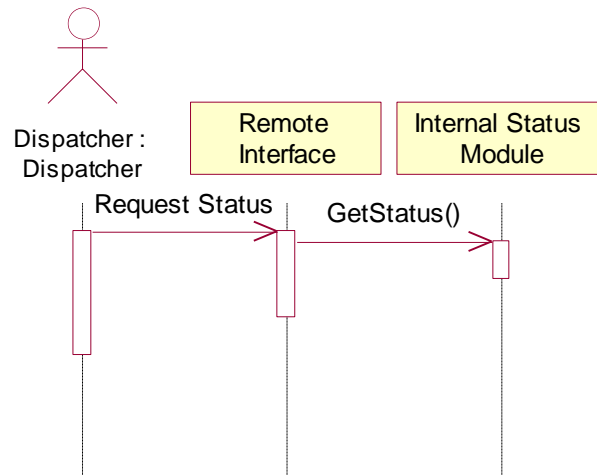 Dispatcher :
Dispatcher
Remote
Interface
Internal Status
Module
Request Status
GetStatus()